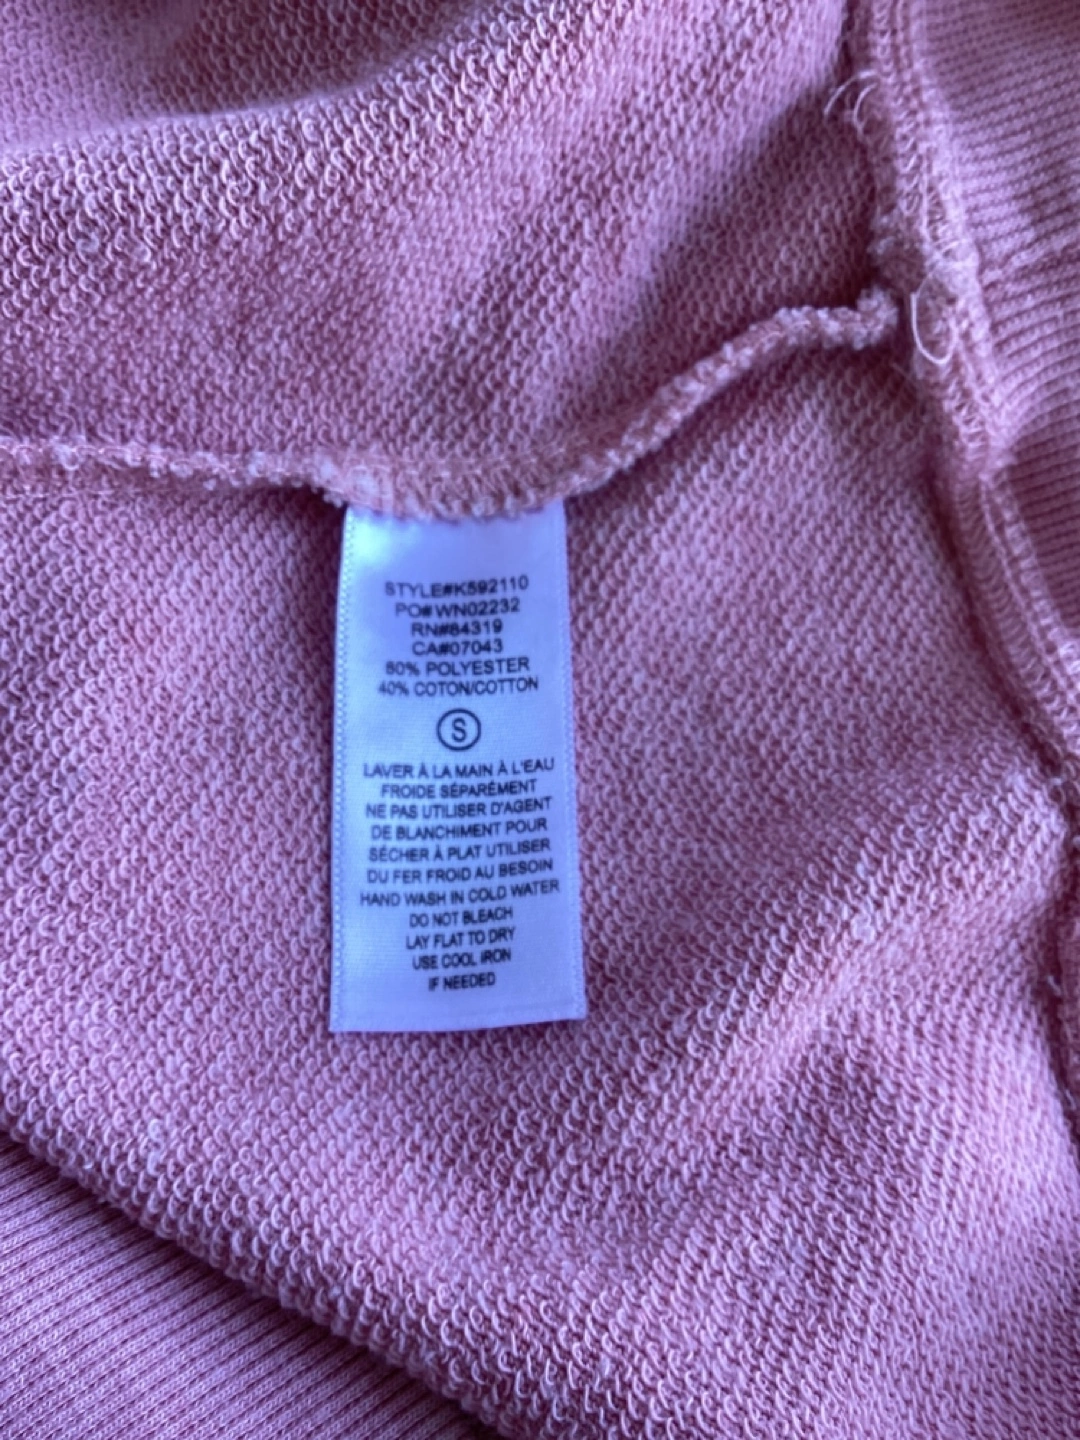 STYLE#K592110
PO#WN02232
RN#84319
CA#07043
60% POLYESTER
40% COTON/COTTON
S
LAVER À LA MAIN À L'EAU
FROIDE SÉPARÉMENT
NE PAS UTILISER D'AGENT
DE BLANCHIMENT POUR
SÉCHER À PLAT UTILISER
DU FER FROID AU BESOIN
HAND WASH IN COLD WATER
DO NOT BLEACH
LAY FLAT TO DRY
USE COOL IRON
IF NEEDED